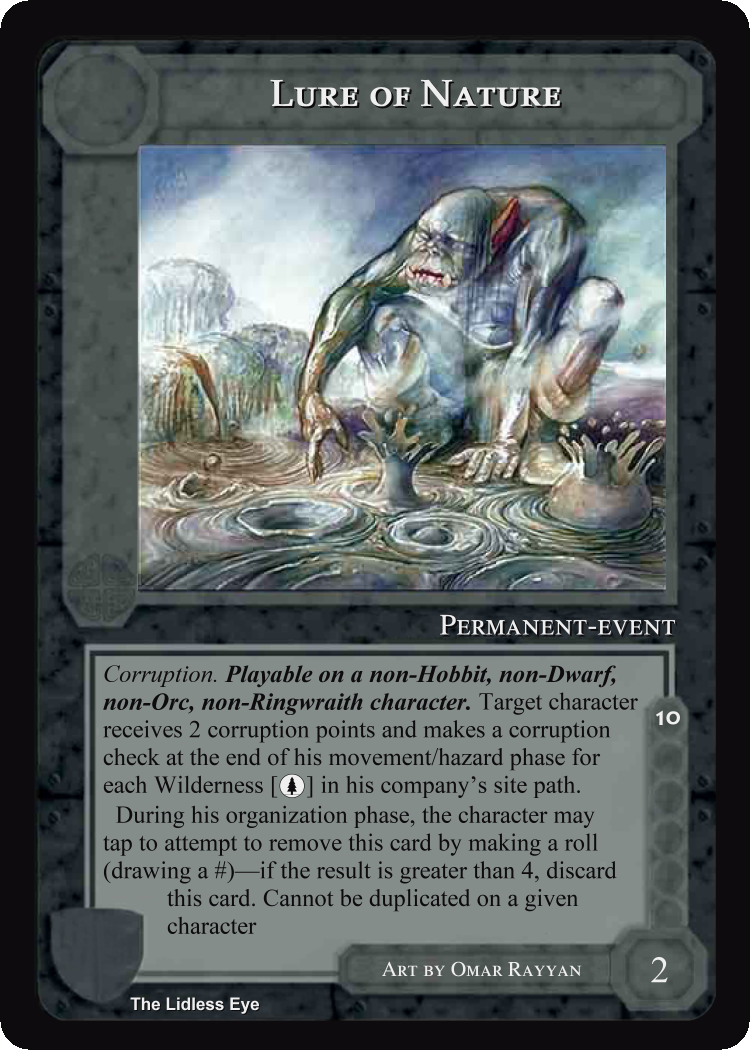 Lure of Nature
Permanent-event
Corruption. Playable on a non-Hobbit, non-Dwarf,
non-Orc, non-Ringwraith character. Target character
receives 2 corruption points and makes a corruption
check at the end of his movement/hazard phase for
each Wilderness [ ] in his company’s site path.
During his organization phase, the character may
tap to attempt to remove this card by making a roll
(drawing a #)—if the result is greater than 4, discard
this card. Cannot be duplicated on a given
character
10
Art by Omar Rayyan
2
The Lidless Eye